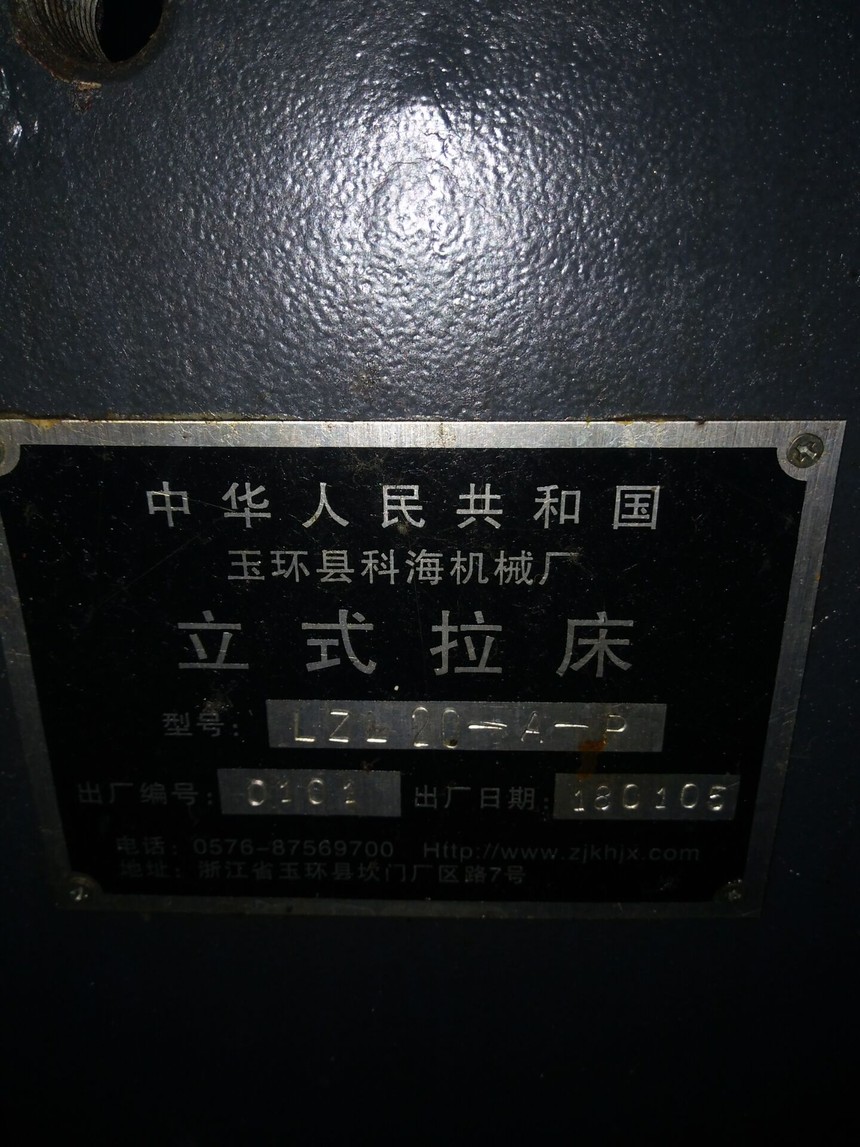 中华人民共和国
玉环县科海机械厂
立式拉床
型号: LZL20-A-P
出厂编号: 0101 出厂日期: 180105
电话: 0576-87569700 Http://www.zjkhjx.com
地址: 浙江省玉环县坎门厂区路7号